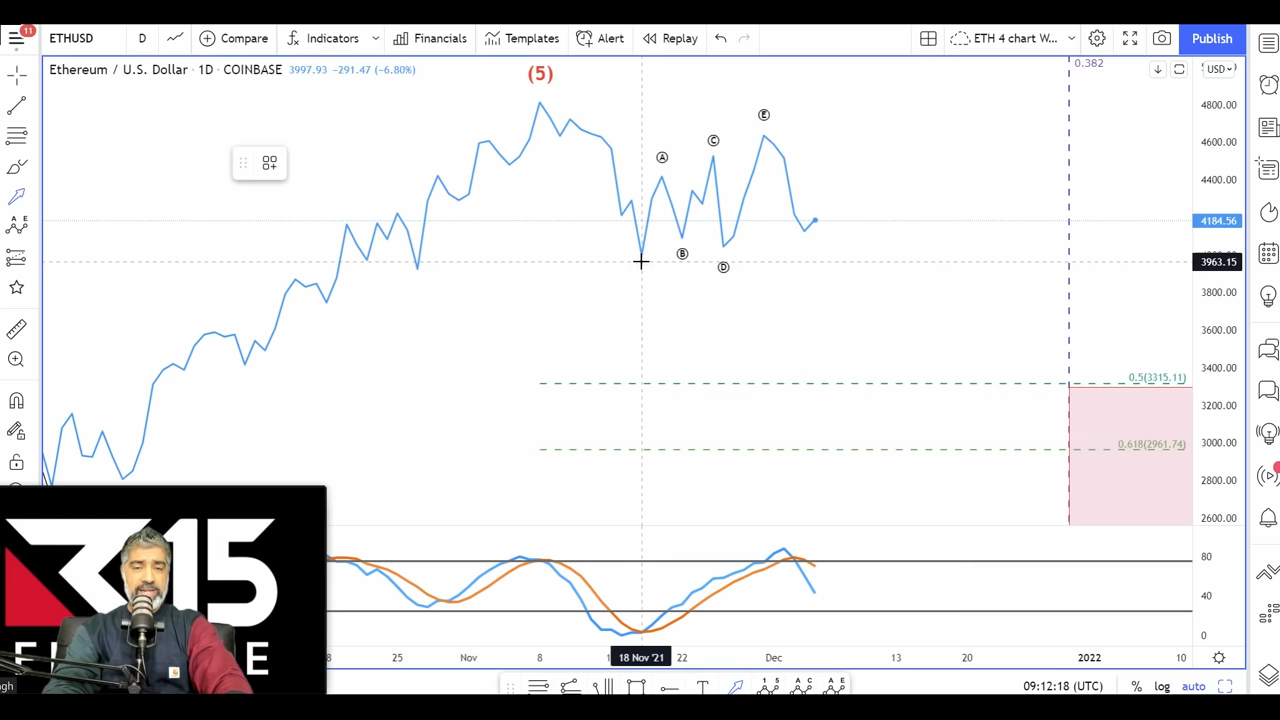 11
ETHUSD D Compare Indicators Financials Templates Alert Replay ETH 4 chart W... Publish
Ethereum / U.S. Dollar · 1D · COINBASE 3997.93 −291.47 (−6.80%)
(5)
0.382
USD
4800.00
4600.00
4400.00
4184.56
3963.15
3800.00
3600.00
3400.00
3200.00
3000.00
2800.00
2600.00
A
B
C
D
E
0.5(3315.11)
0.618(2961.74)
80
40
0
25 Nov 8 18 Nov '21 22 Dec 13 20 2022 10
09:12:18 (UTC) % log auto